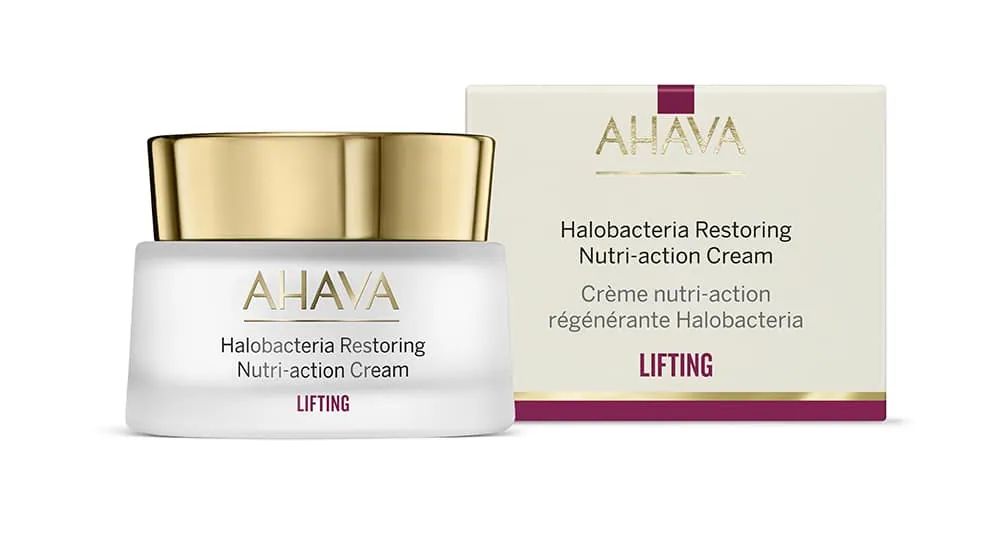 AHAVA
Halobacteria Restoring
Nutri-action Cream
LIFTING
AHAVA
Halobacteria Restoring
Nutri-action Cream
Crème nutri-action
régénérante Halobacteria
LIFTING